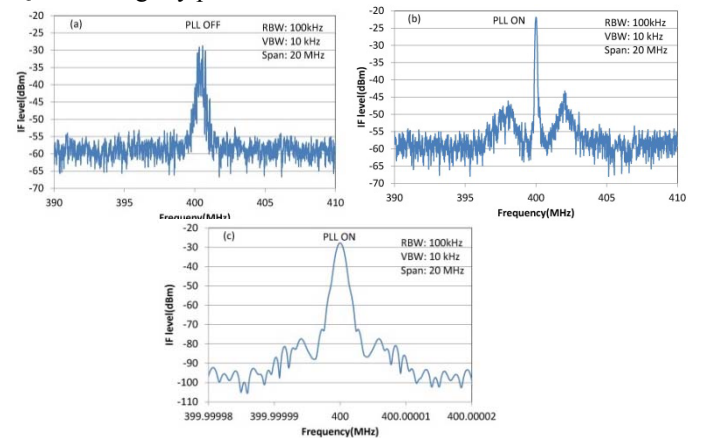 (a) PLL OFF
RBW: 100kHz
VBW: 10 kHz
Span: 20 MHz
IF level(dBm)
-20
-25
-30
-35
-40
-45
-50
-55
-60
-65
-70
390 395 400 405 410
Frequency(MHz)
(b) PLL ON
RBW: 100kHz
VBW: 10 kHz
Span: 20 MHz
IF level(dBm)
-20
-25
-30
-35
-40
-45
-50
-55
-60
-65
-70
390 395 400 405 410
Frequency(MHz)
(c) PLL ON
RBW: 100kHz
VBW: 10 kHz
Span: 20 MHz
IF level(dBm)
-20
-30
-40
-50
-60
-70
-80
-90
-100
-110
399.99998 399.99999 400 400.00001 400.00002
Frequency(MHz)